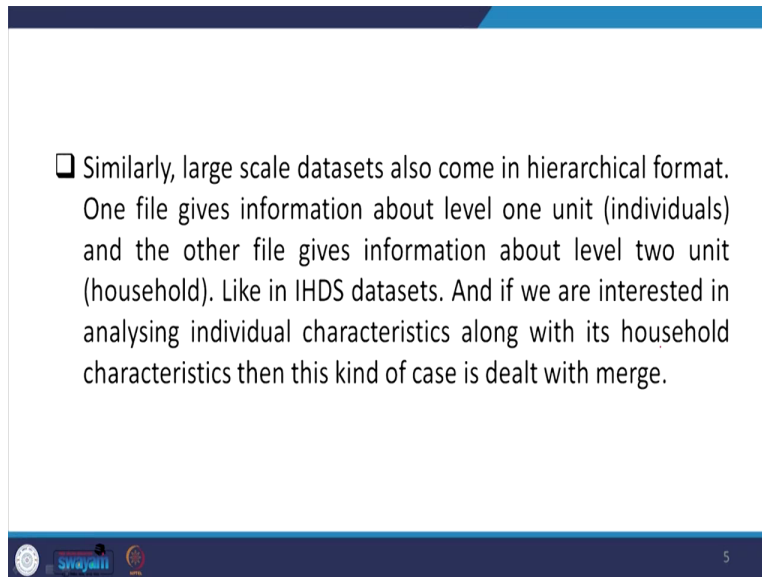 Similarly, large scale datasets also come in hierarchical format.
One file gives information about level one unit (individuals)
and the other file gives information about level two unit
(household). Like in IHDS datasets. And if we are interested in
analysing individual characteristics along with its household
characteristics then this kind of case is dealt with merge.
swayam
5